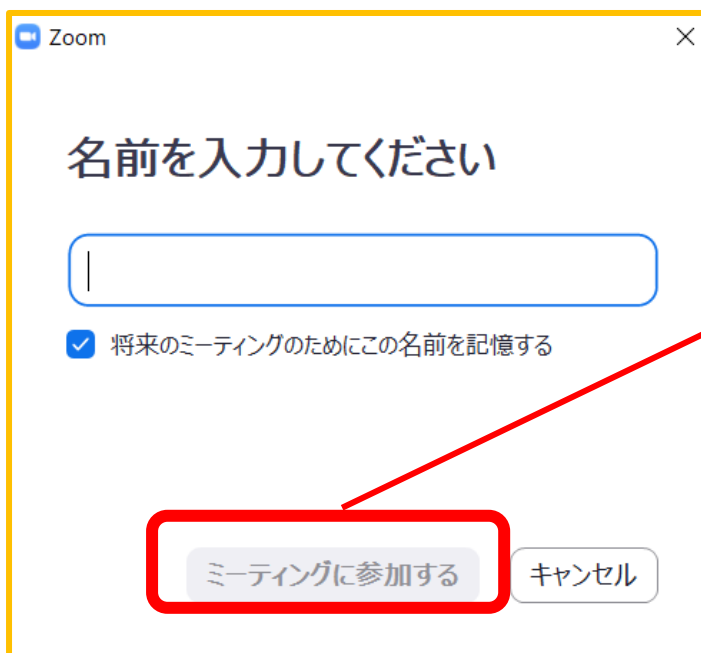 Zoom
名前を入力してください
将来のミーティングのためにこの名前を記憶する
ミーティングに参加する
キャンセル